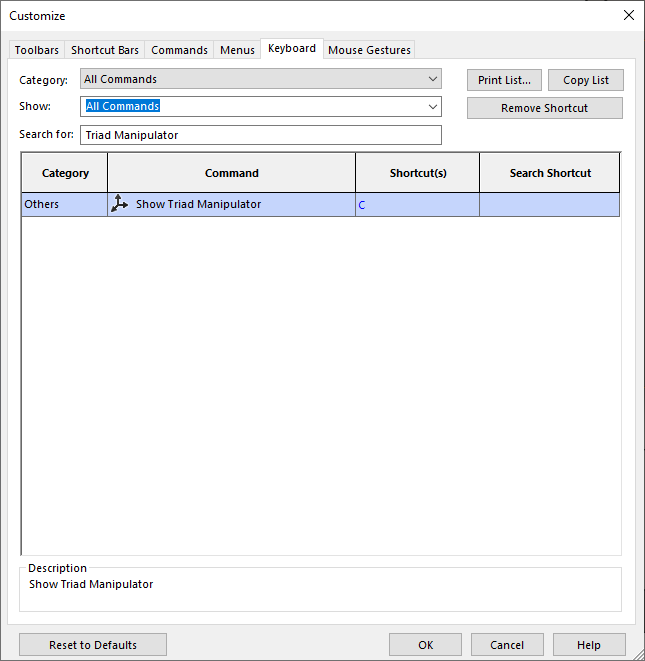 Customize
Toolbars Shortcut Bars Commands Menus Keyboard Mouse Gestures
Category: All Commands Print List... Copy List
Show: All Commands Remove Shortcut
Search for: Triad Manipulator
Category Command Shortcut(s) Search Shortcut
Others Show Triad Manipulator C
Description
Show Triad Manipulator
Reset to Defaults OK Cancel Help